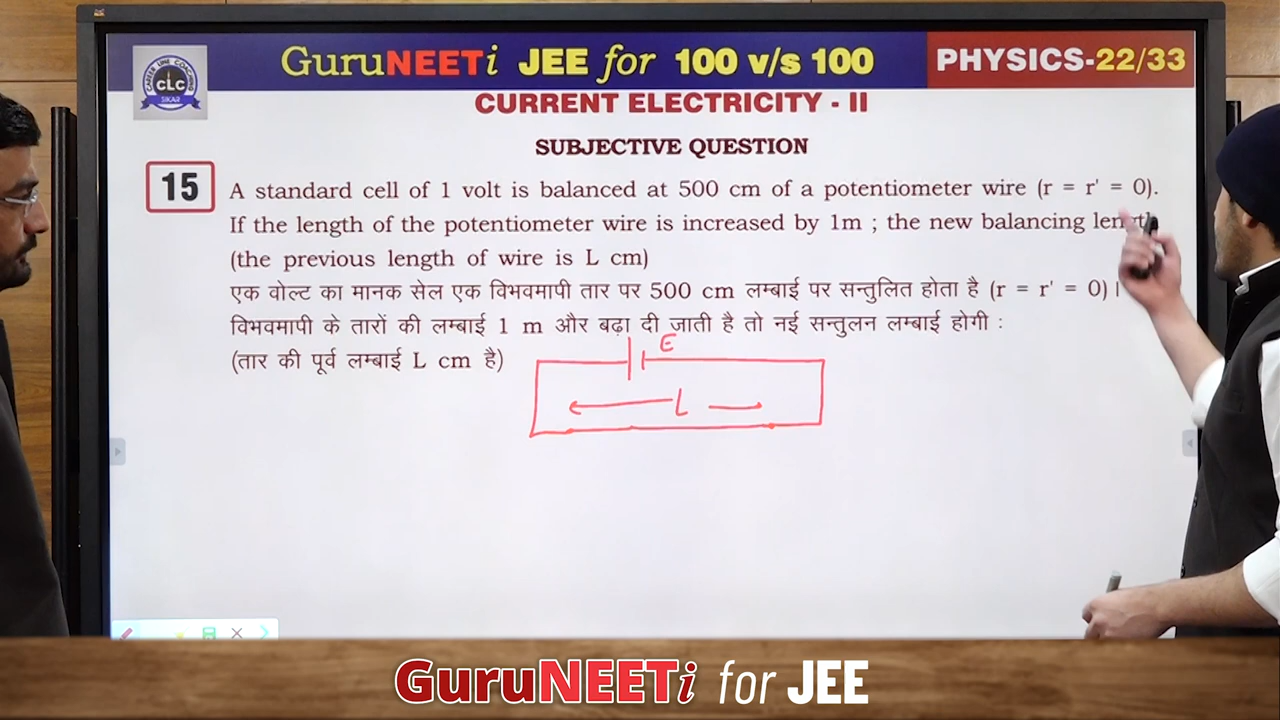 GuruNEETi JEE for 100 v/s 100
PHYSICS-22/33
CAREER LINE COACHING
CLC
SIKAR
CURRENT ELECTRICITY - II
SUBJECTIVE QUESTION
15
A standard cell of 1 volt is balanced at 500 cm of a potentiometer wire (r = r' = 0).
If the length of the potentiometer wire is increased by 1m ; the new balancing length
(the previous length of wire is L cm)
एक वोल्ट का मानक सेल एक विभवमापी तार पर 500 cm लम्बाई पर सन्तुलित होता है (r = r' = 0)।
विभवमापी के तारों की लम्बाई 1 m और बढ़ा दी जाती है तो नई सन्तुलन लम्बाई होगी :
(तार की पूर्व लम्बाई L cm है)
E
L
GuruNEETi for JEE